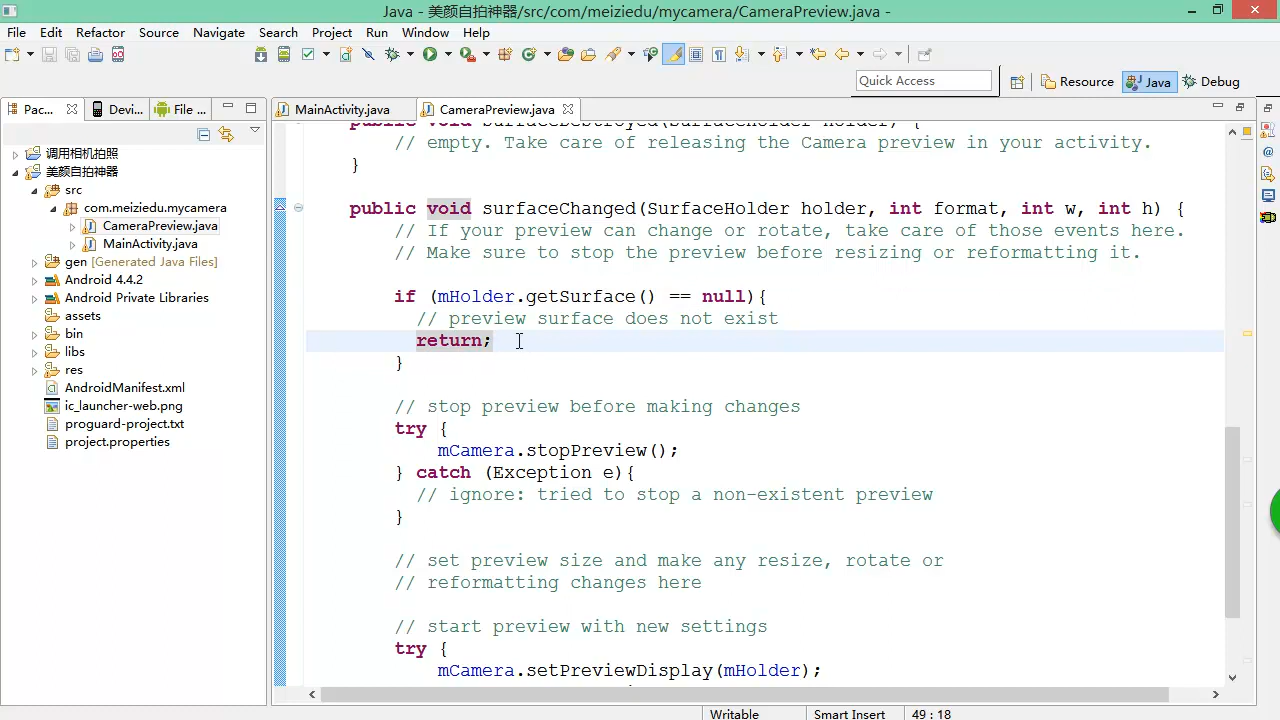 Java - 美颜自拍神器/src/com/meiziedu/mycamera/CameraPreview.java -
File Edit Refactor Source Navigate Search Project Run Window Help
Quick Access
Resource Java Debug
Pac... Devi... File ... MainActivity.java CameraPreview.java
调用相机拍照
美颜自拍神器
src
com.meiziedu.mycamera
CameraPreview.java
MainActivity.java
gen [Generated Java Files]
Android 4.4.2
Android Private Libraries
assets
bin
libs
res
AndroidManifest.xml
ic_launcher-web.png
proguard-project.txt
project.properties
public void surfaceDestroyed(SurfaceHolder holder) {
// empty. Take care of releasing the Camera preview in your activity.
}
public void surfaceChanged(SurfaceHolder holder, int format, int w, int h) {
// If your preview can change or rotate, take care of those events here.
// Make sure to stop the preview before resizing or reformatting it.
if (mHolder.getSurface() == null){
// preview surface does not exist
return;
}
// stop preview before making changes
try {
mCamera.stopPreview();
} catch (Exception e){
// ignore: tried to stop a non-existent preview
}
// set preview size and make any resize, rotate or
// reformatting changes here
// start preview with new settings
try {
mCamera.setPreviewDisplay(mHolder);
Writable Smart Insert 49 : 18